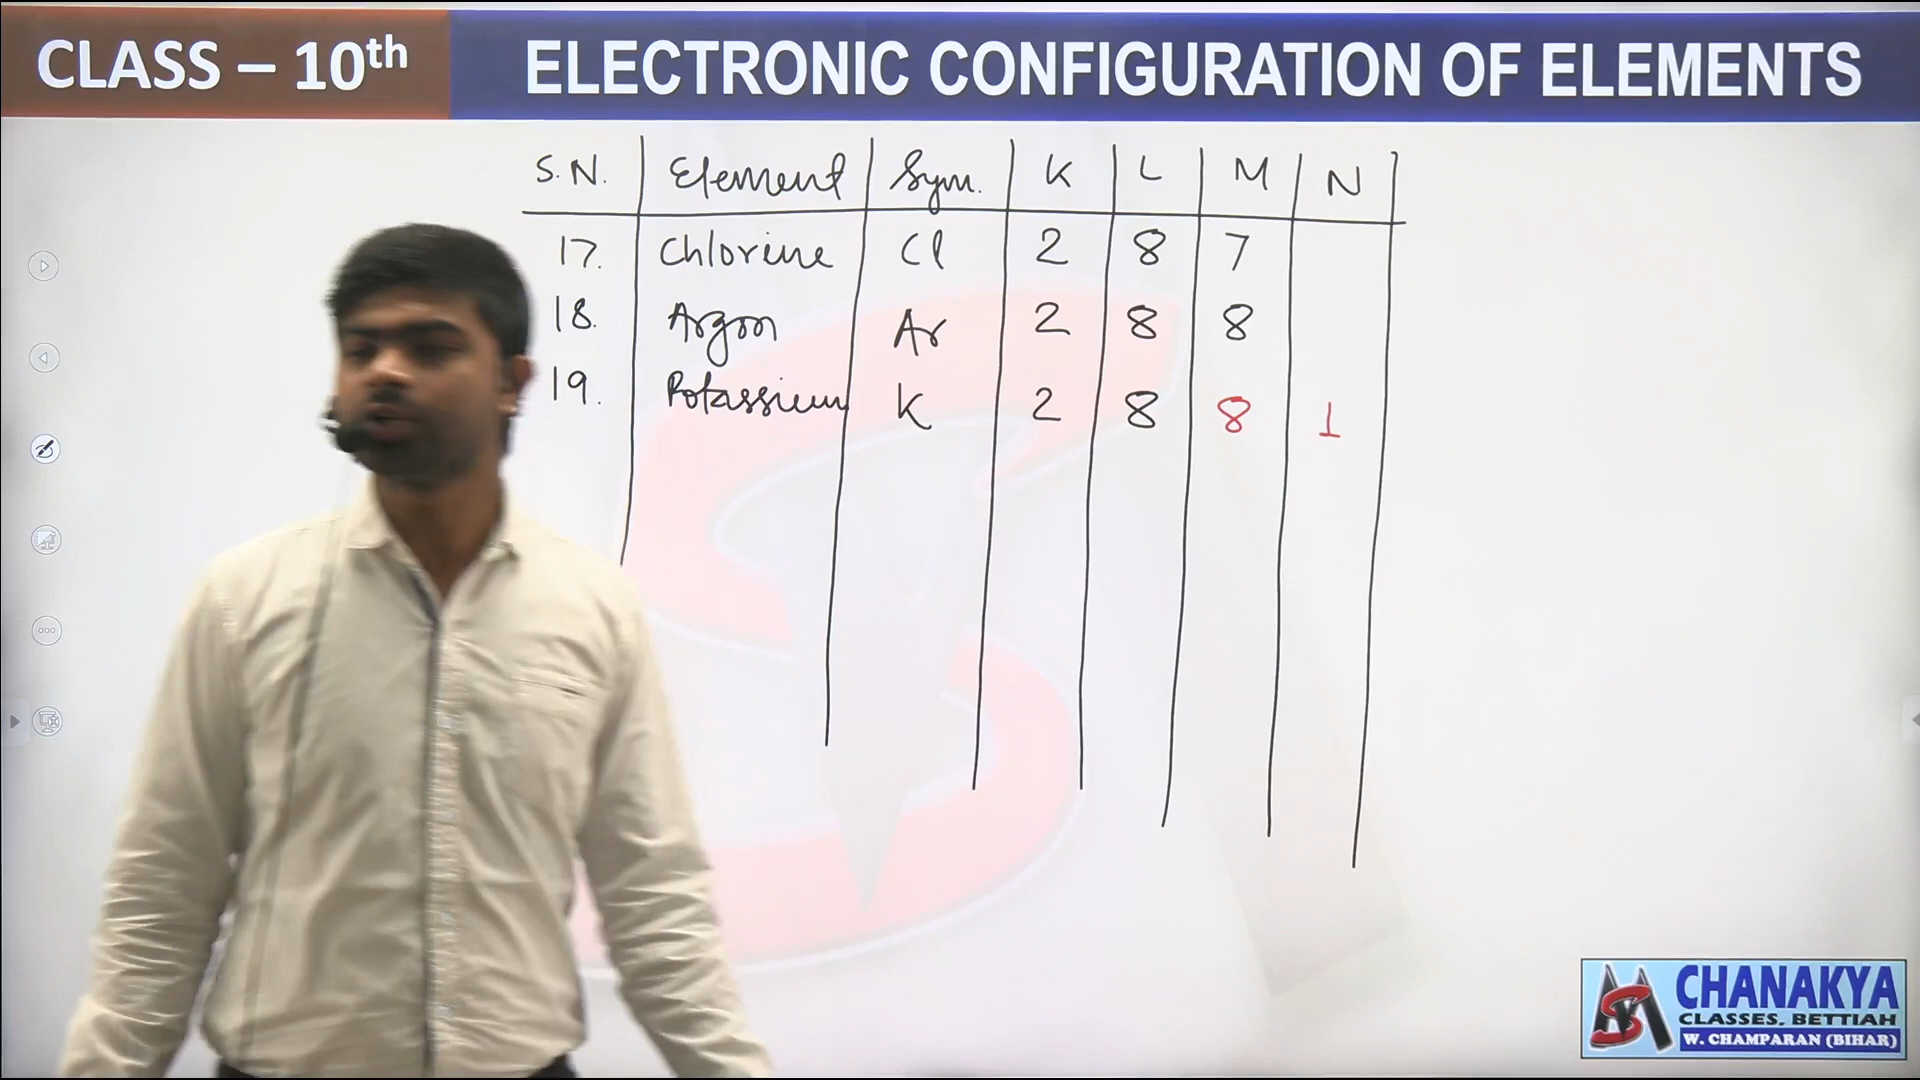 CLASS – 10th
ELECTRONIC CONFIGURATION OF ELEMENTS
S.N. Element Sym. K L M N
17. Chlorine Cl 2 8 7
18. Argon Ar 2 8 8
19. Potassium K 2 8 8 1
CHANAKYA
CLASSES, BETTIAH
W. CHAMPARAN (BIHAR)